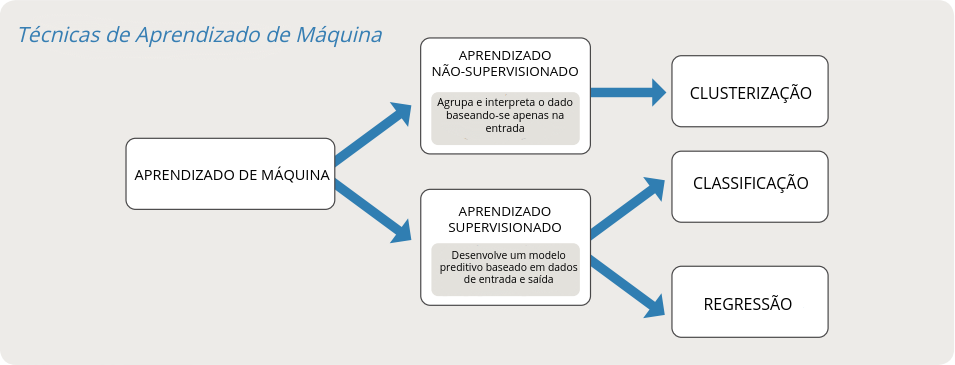 Técnicas de Aprendizado de Máquina
APRENDIZADO DE MÁQUINA
APRENDIZADO
NÃO-SUPERVISIONADO
Agrupa e interpreta o dado
baseando-se apenas na
entrada
APRENDIZADO
SUPERVISIONADO
Desenvolve um modelo
preditivo baseado em dados
de entrada e saída
CLUSTERIZAÇÃO
CLASSIFICAÇÃO
REGRESSÃO